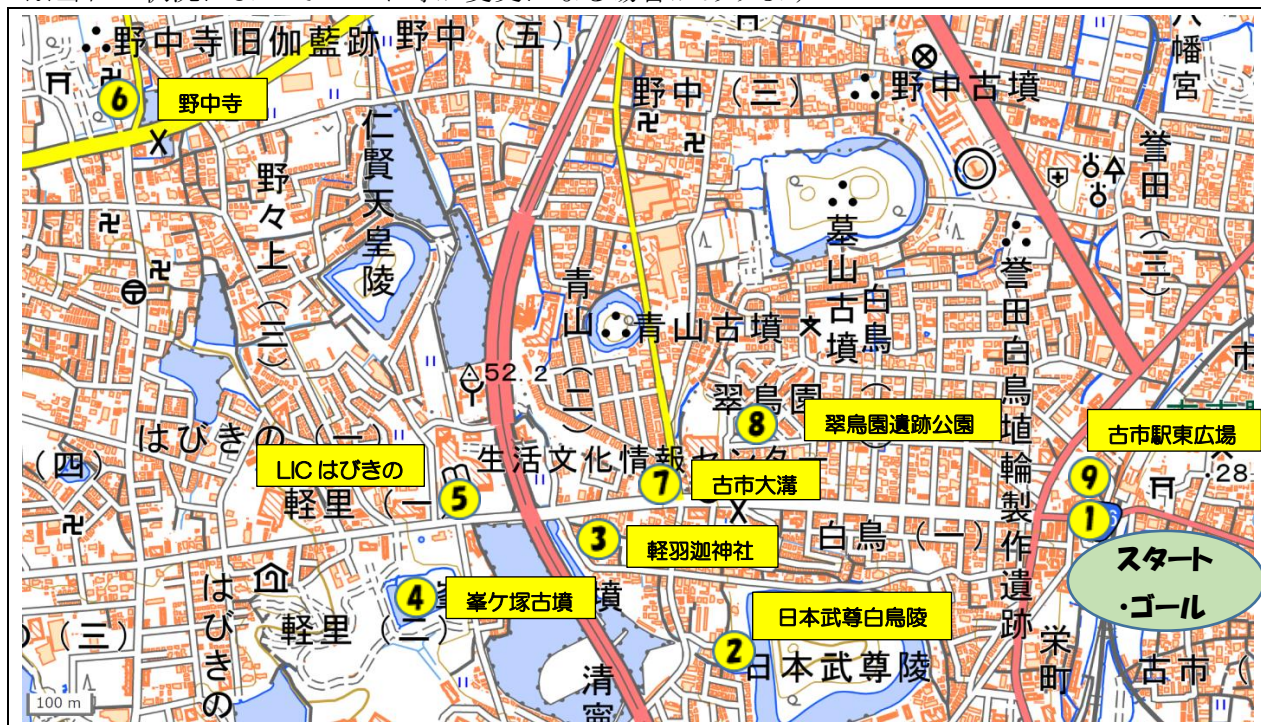 野中寺旧伽藍跡
野中（五）
八幡宮
6
野中寺
仁賢天皇陵
野中（三）
野中古墳
誉田（三）
野々上（三）
墓山古墳
白鳥
青山（二）
青山古墳
誉田白鳥埴輪製作遺跡
52.2
翠鳥園
8
翠鳥園遺跡公園
古市駅東広場
はびきの（一）
（四）
LICはびきの
生活文化情報センター
7
古市大溝
9
・28
軽里（一
5
3
軽羽迦神社
白鳥（一）
1
スタート
・ゴール
4
峯ケ塚古墳
墳
はびきの
軽里（二）
の（三）
2
日本武尊白鳥陵
日本武尊陵
清寧
栄町
古市（
市
100 m